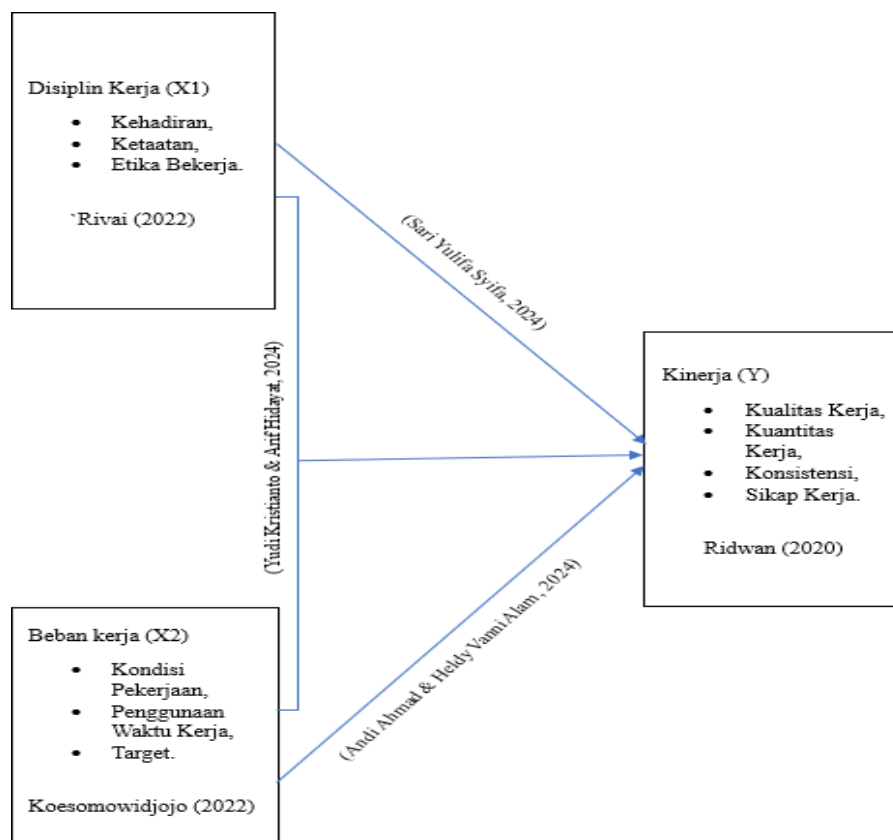 Disiplin Kerja (X1)
• Kehadiran,
• Ketaatan,
• Etika Bekerja.
`Rivai (2022)
(Sari Yulifa Syifa, 2024)
(Yudi Kristianto & Arif Hidayat, 2024)
Kinerja (Y)
• Kualitas Kerja,
• Kuantitas
Kerja,
• Konsistensi,
• Sikap Kerja.
Ridwan (2020)
(Andi Ahmad & Heldy Vanni Alam , 2024)
Beban kerja (X2)
• Kondisi
Pekerjaan,
• Penggunaan
Waktu Kerja,
• Target.
Koesomowidjojo (2022)